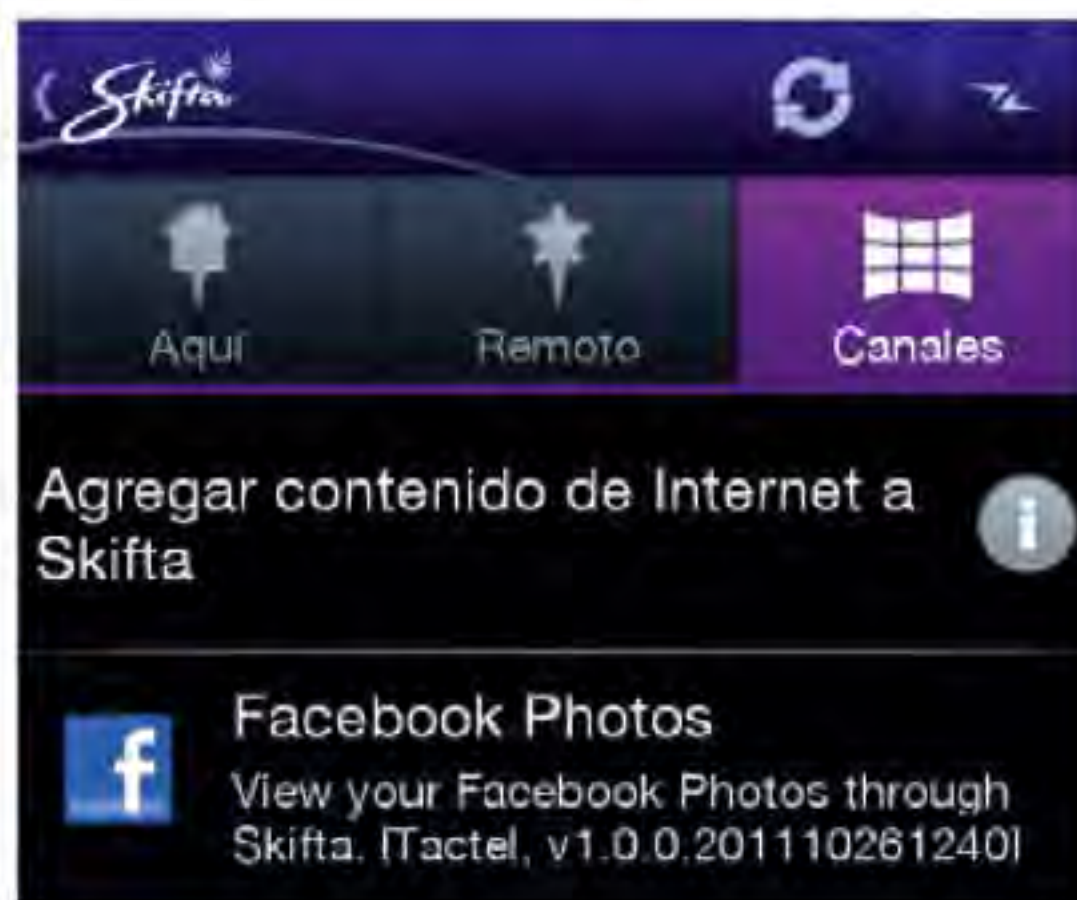 Skifta
Aquí
Remoto
Canales
Agregar contenido de Internet a
Skifta
Facebook Photos
View your Facebook Photos through
Skifta. [Tactel, v1.0.0.201110261240]